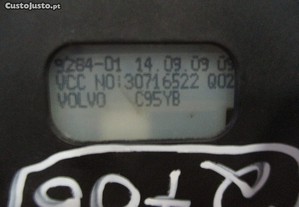 CustoJusto.pt
9284-01 14.09.09 09
VCC NO:30716522 Q02
VOLVO C95YB